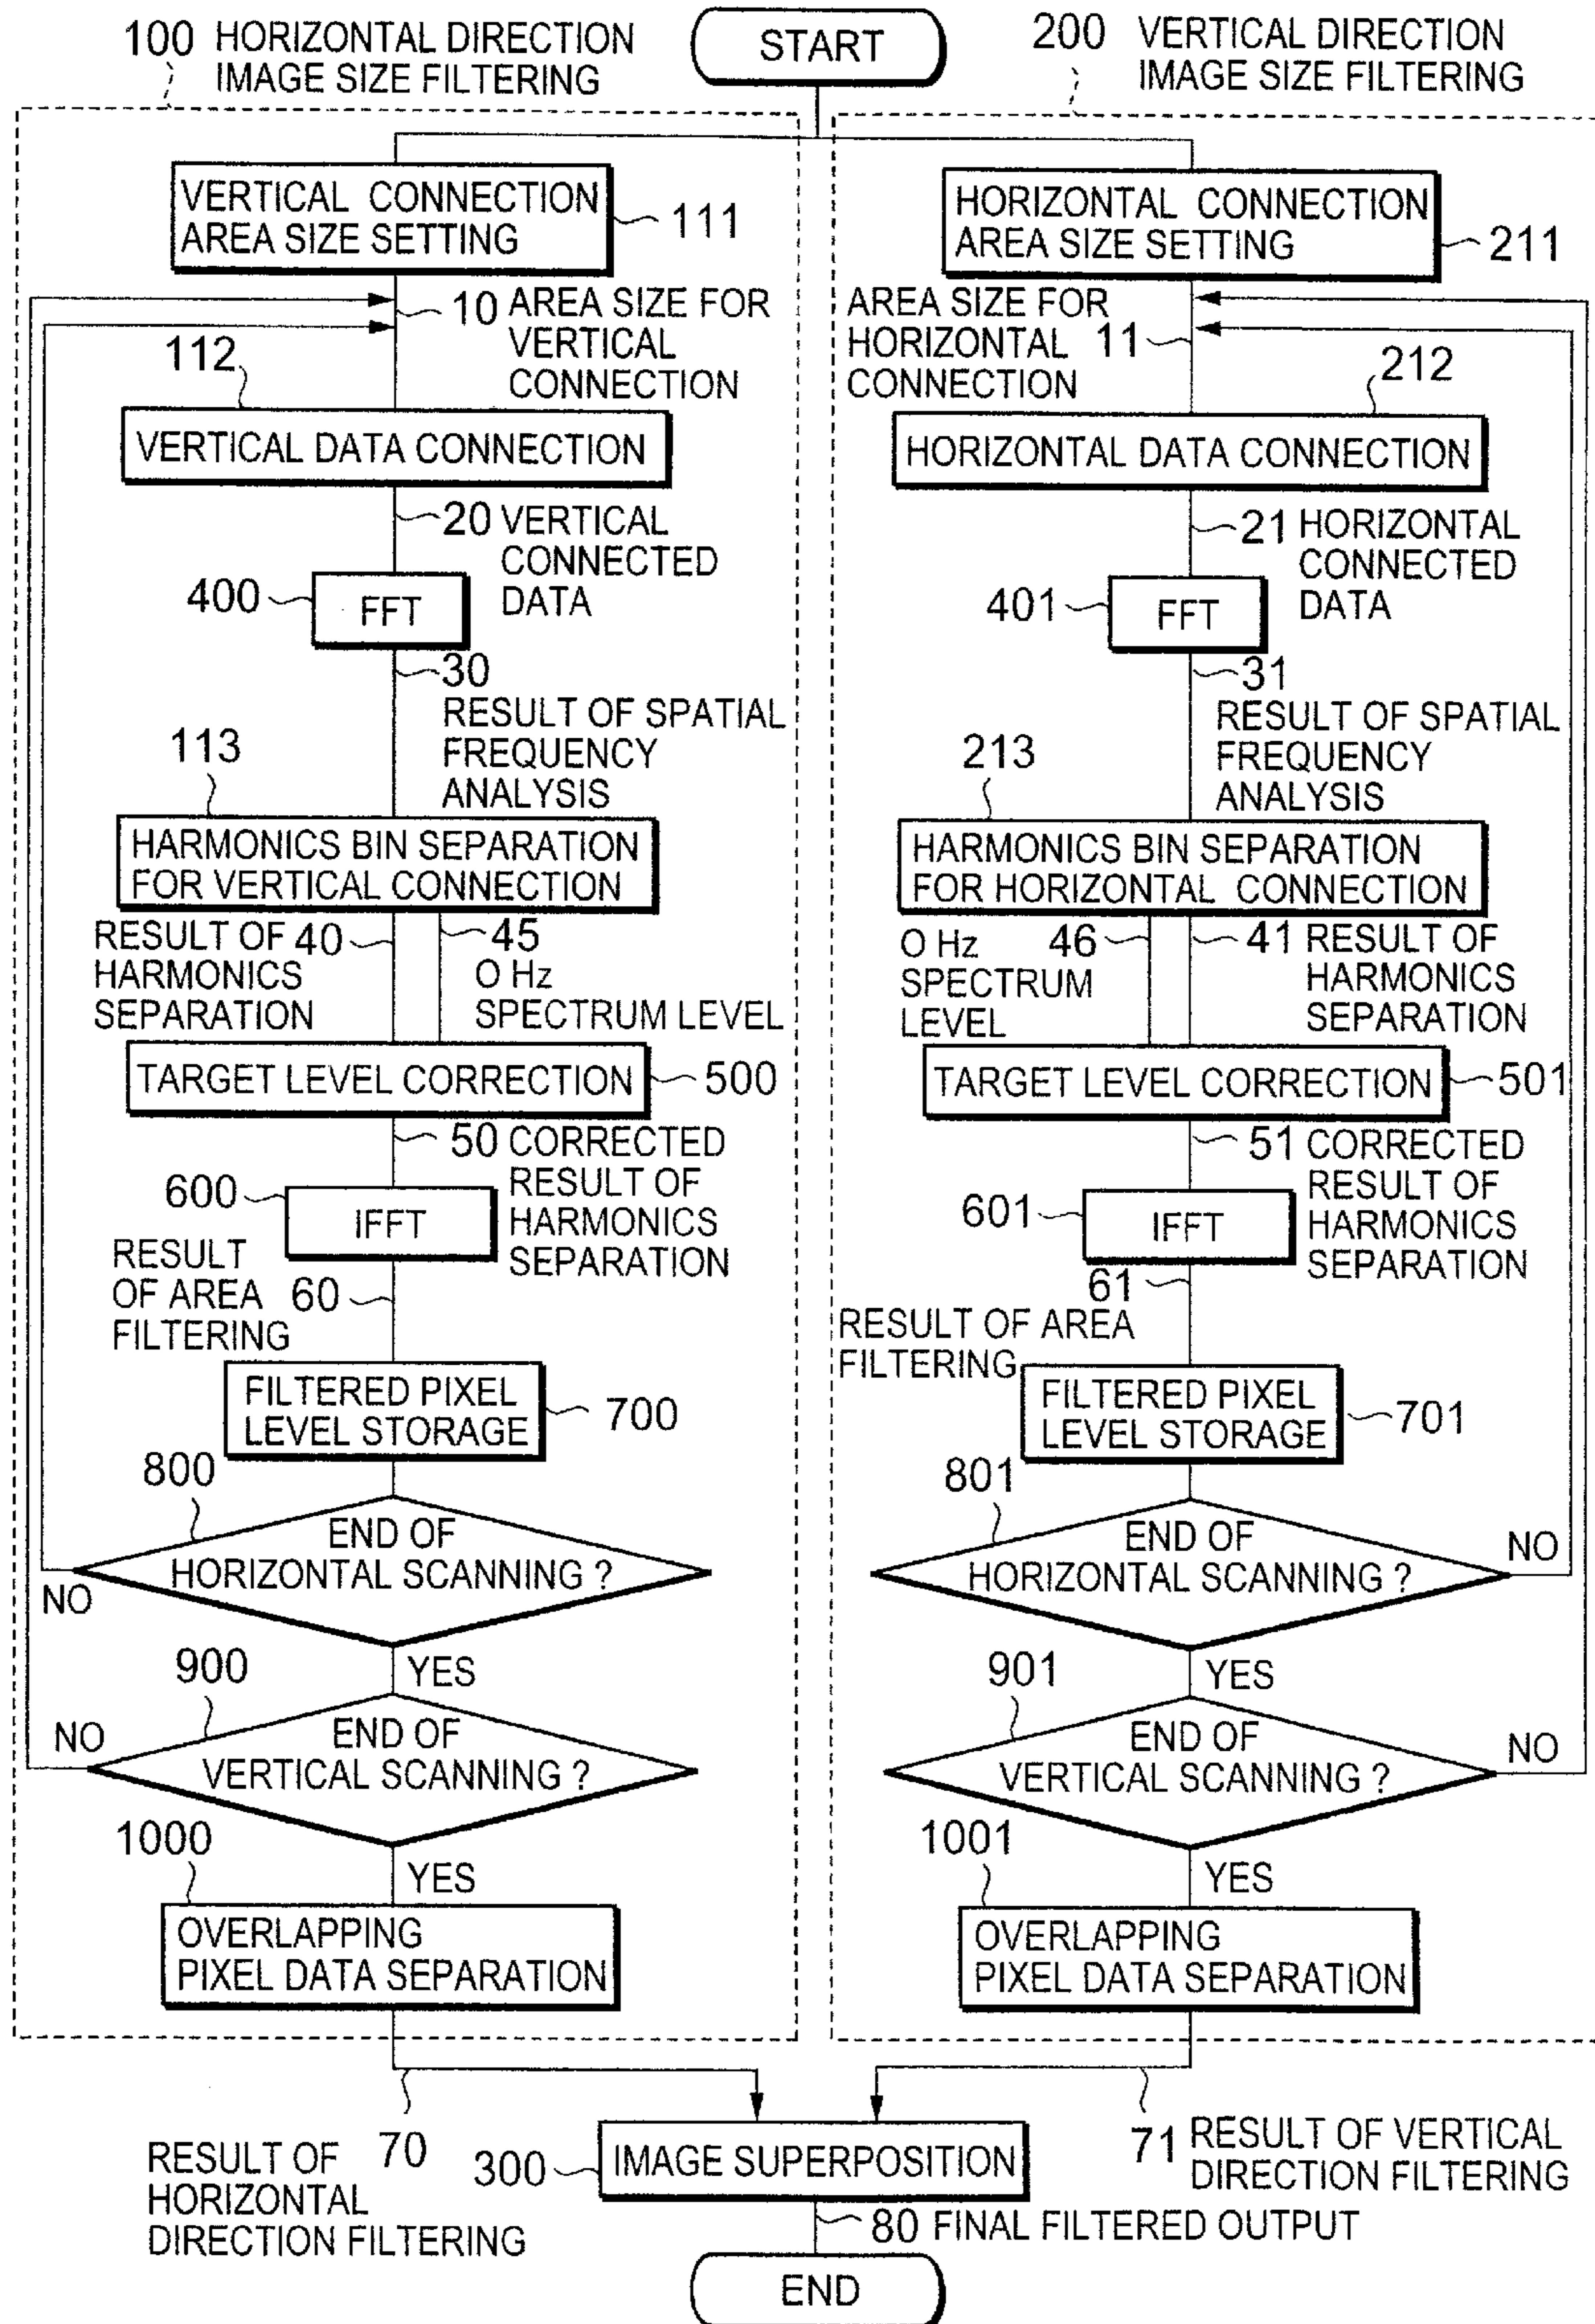 START
100 HORIZONTAL DIRECTION
IMAGE SIZE FILTERING
200 VERTICAL DIRECTION
IMAGE SIZE FILTERING
VERTICAL CONNECTION
AREA SIZE SETTING
111
10 AREA SIZE FOR
VERTICAL
CONNECTION
112
VERTICAL DATA CONNECTION
20 VERTICAL
CONNECTED
DATA
400
FFT
30
RESULT OF SPATIAL
FREQUENCY
ANALYSIS
113
HARMONICS BIN SEPARATION
FOR VERTICAL CONNECTION
RESULT OF 40
HARMONICS
SEPARATION
45
O Hz
SPECTRUM LEVEL
TARGET LEVEL CORRECTION
500
50 CORRECTED
RESULT OF
HARMONICS
SEPARATION
600
IFFT
RESULT
OF AREA 60
FILTERING
FILTERED PIXEL
LEVEL STORAGE
700
800
END OF
HORIZONTAL SCANNING ?
NO
YES
900
END OF
VERTICAL SCANNING ?
NO
YES
1000
OVERLAPPING
PIXEL DATA SEPARATION
HORIZONTAL CONNECTION
AREA SIZE SETTING
211
AREA SIZE FOR
HORIZONTAL 11
CONNECTION
212
HORIZONTAL DATA CONNECTION
21 HORIZONTAL
CONNECTED
DATA
401
FFT
31
RESULT OF SPATIAL
FREQUENCY
ANALYSIS
213
HARMONICS BIN SEPARATION
FOR HORIZONTAL CONNECTION
O Hz 46
SPECTRUM
LEVEL
41 RESULT OF
HARMONICS
SEPARATION
TARGET LEVEL CORRECTION
501
51 CORRECTED
RESULT OF
HARMONICS
SEPARATION
601
IFFT
61
RESULT OF AREA
FILTERING
FILTERED PIXEL
LEVEL STORAGE
701
801
END OF
HORIZONTAL SCANNING ?
NO
YES
901
END OF
VERTICAL SCANNING ?
NO
YES
1001
OVERLAPPING
PIXEL DATA SEPARATION
70
RESULT OF
HORIZONTAL
DIRECTION FILTERING
71 RESULT OF VERTICAL
DIRECTION FILTERING
300
IMAGE SUPERPOSITION
80 FINAL FILTERED OUTPUT
END